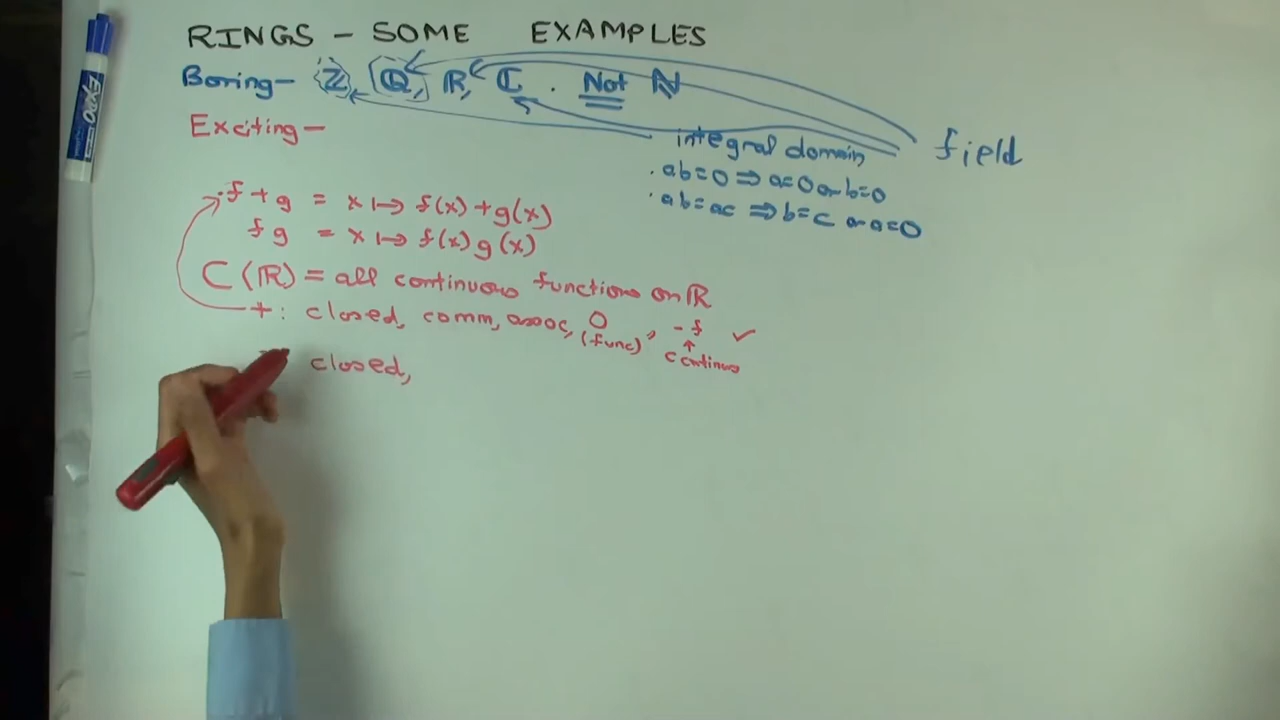 RINGS - SOME EXAMPLES
Boring- ℤ, ℚ, ℝ, ℂ. Not ℕ
Exciting-
integral domain
field
. ab=0 ⇒ a=0 or b=0
. ab=ac ⇒ b=c or a=0
. f+g = x ↦ f(x)+g(x)
fg = x ↦ f(x)g(x)
C(ℝ) = all continuous functions on ℝ
+: closed, comm, assoc, 0, -f ✓
(func)
↑
continuous
closed,
EXPO